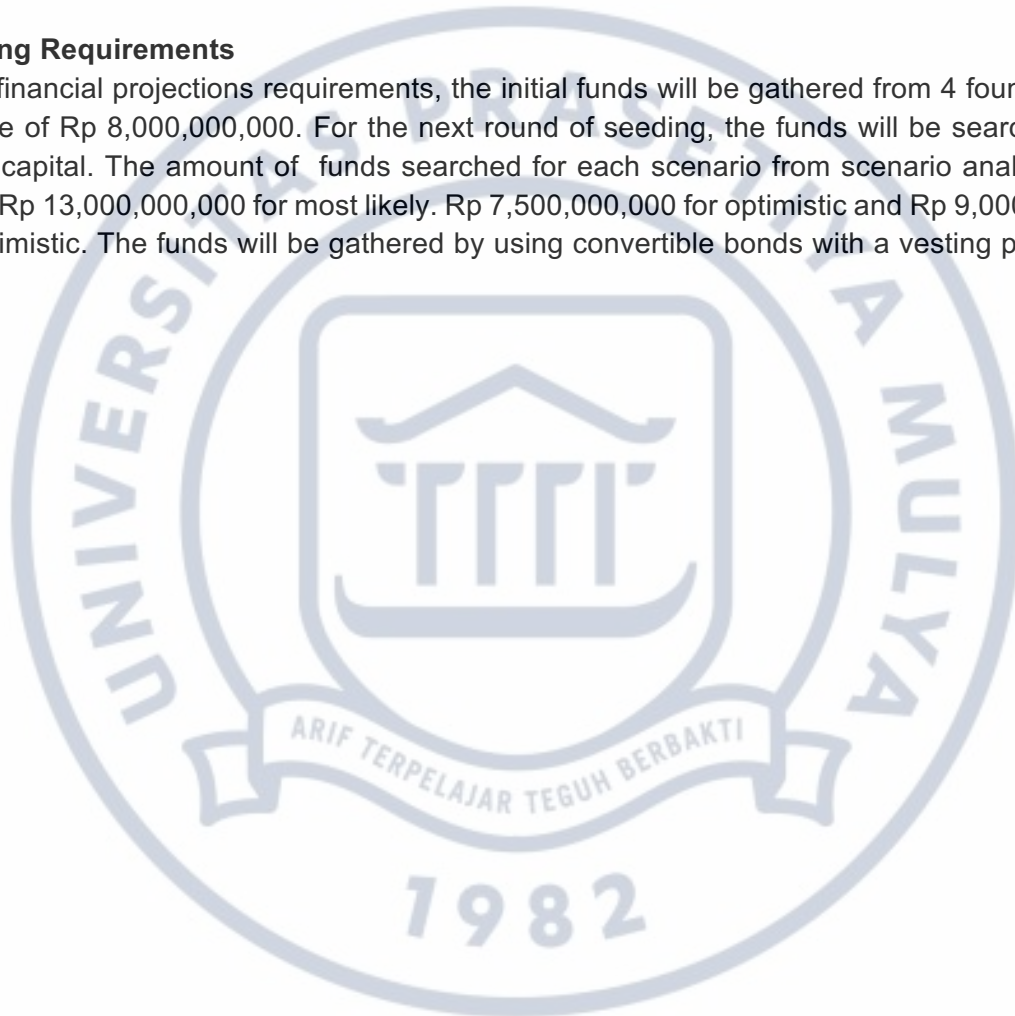 ng Requirements
financial projections requirements, the initial funds will be gathered from 4 four
e of Rp 8,000,000,000. For the next round of seeding, the funds will be sear
capital. The amount of funds searched for each scenario from scenario anal
Rp 13,000,000,000 for most likely. Rp 7,500,000,000 for optimistic and Rp 9,000
imistic. The funds will be gathered by using convertible bonds with a vesting p
UNIVERSITAS PRASETIYA MULYA
ARIF TERPELAJAR TEGUH BERBAKTI
1982